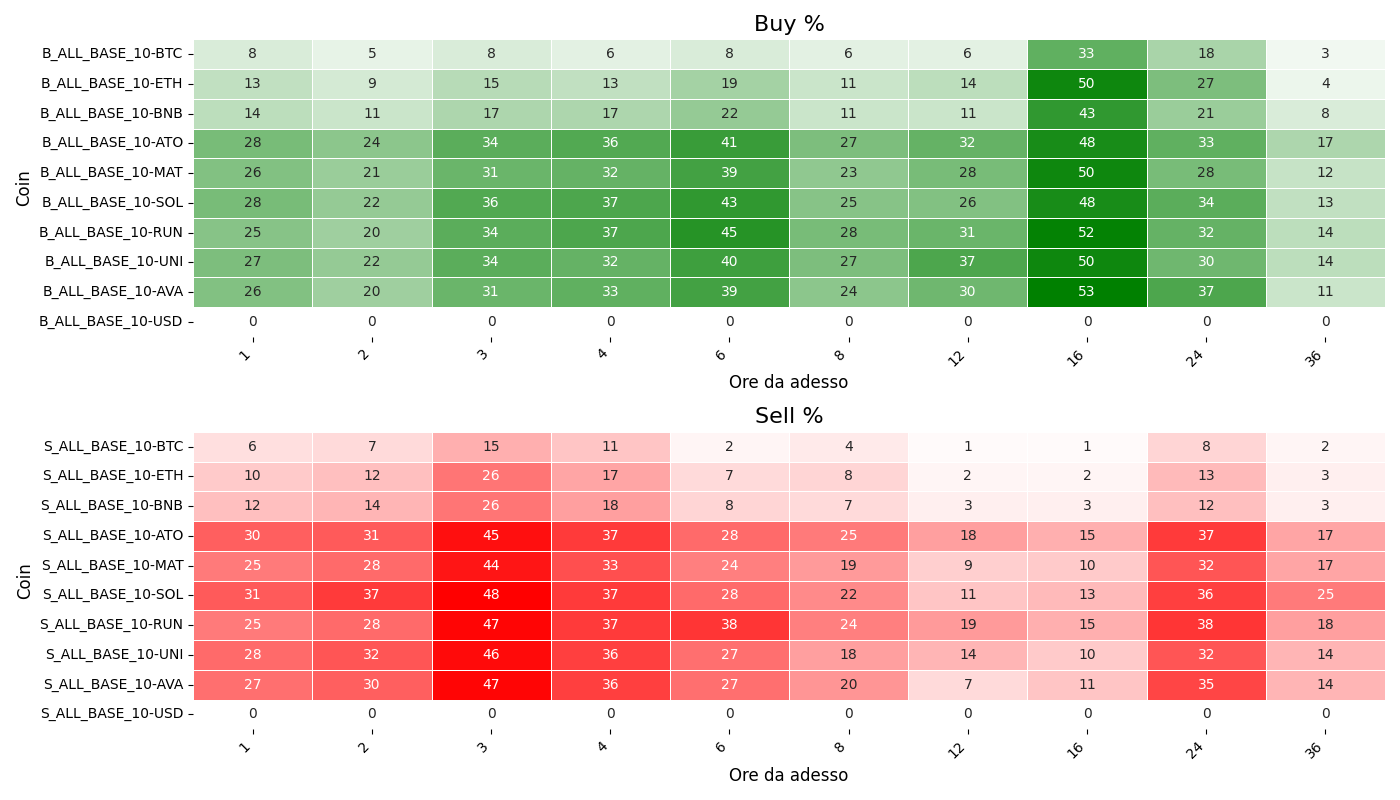 Buy %
Coin
B_ALL_BASE_10-BTC 8 5 8 6 8 6 6 33 18 3
B_ALL_BASE_10-ETH 13 9 15 13 19 11 14 50 27 4
B_ALL_BASE_10-BNB 14 11 17 17 22 11 11 43 21 8
B_ALL_BASE_10-ATO 28 24 34 36 41 27 32 48 33 17
B_ALL_BASE_10-MAT 26 21 31 32 39 23 28 50 28 12
B_ALL_BASE_10-SOL 28 22 36 37 43 25 26 48 34 13
B_ALL_BASE_10-RUN 25 20 34 37 45 28 31 52 32 14
B_ALL_BASE_10-UNI 27 22 34 32 40 27 37 50 30 14
B_ALL_BASE_10-AVA 26 20 31 33 39 24 30 53 37 11
B_ALL_BASE_10-USD 0 0 0 0 0 0 0 0 0 0
1 2 3 4 6 8 12 16 24 36
Ore da adesso
Sell %
Coin
S_ALL_BASE_10-BTC 6 7 15 11 2 4 1 1 8 2
S_ALL_BASE_10-ETH 10 12 26 17 7 8 2 2 13 3
S_ALL_BASE_10-BNB 12 14 26 18 8 7 3 3 12 3
S_ALL_BASE_10-ATO 30 31 45 37 28 25 18 15 37 17
S_ALL_BASE_10-MAT 25 28 44 33 24 19 9 10 32 17
S_ALL_BASE_10-SOL 31 37 48 37 28 22 11 13 36 25
S_ALL_BASE_10-RUN 25 28 47 37 38 24 19 15 38 18
S_ALL_BASE_10-UNI 28 32 46 36 27 18 14 10 32 14
S_ALL_BASE_10-AVA 27 30 47 36 27 20 7 11 35 14
S_ALL_BASE_10-USD 0 0 0 0 0 0 0 0 0 0
1 2 3 4 6 8 12 16 24 36
Ore da adesso